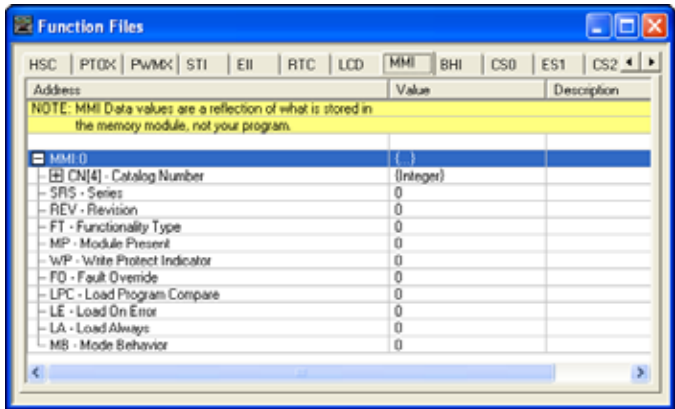 Function Files
HSC PTOX PWMX STI EII RTC LCD MMI BHI CS0 ES1 CS2
Address Value Description
NOTE: MMI Data values are a reflection of what is stored in
the memory module, not your program.
MMI:0 {...}
CN[4] - Catalog Number {Integer}
SRS - Series 0
REV - Revision 0
FT - Functionality Type 0
MP - Module Present 0
WP - Write Protect Indicator 0
FO - Fault Override 0
LPC - Load Program Compare 0
LE - Load On Error 0
LA - Load Always 0
MB - Mode Behavior 0